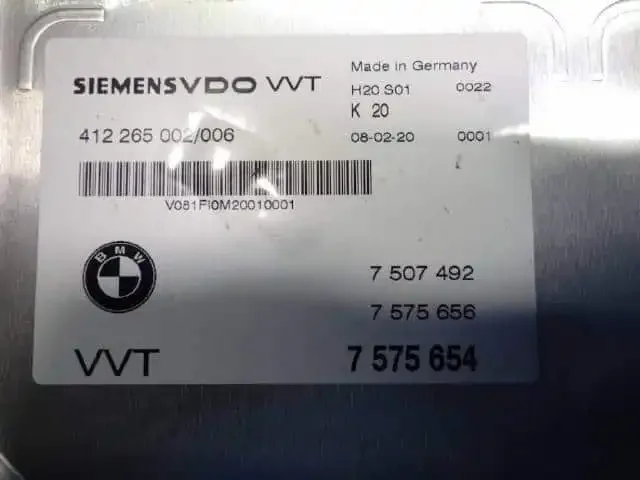 Made in Germany
SIEMENSVDO VVT
H20 S01 0022
K 20
412 265 002/006
08-02-20 0001
V081FI0M20010001
BMW
7 507 492
7 575 656
VVT 7 575 654